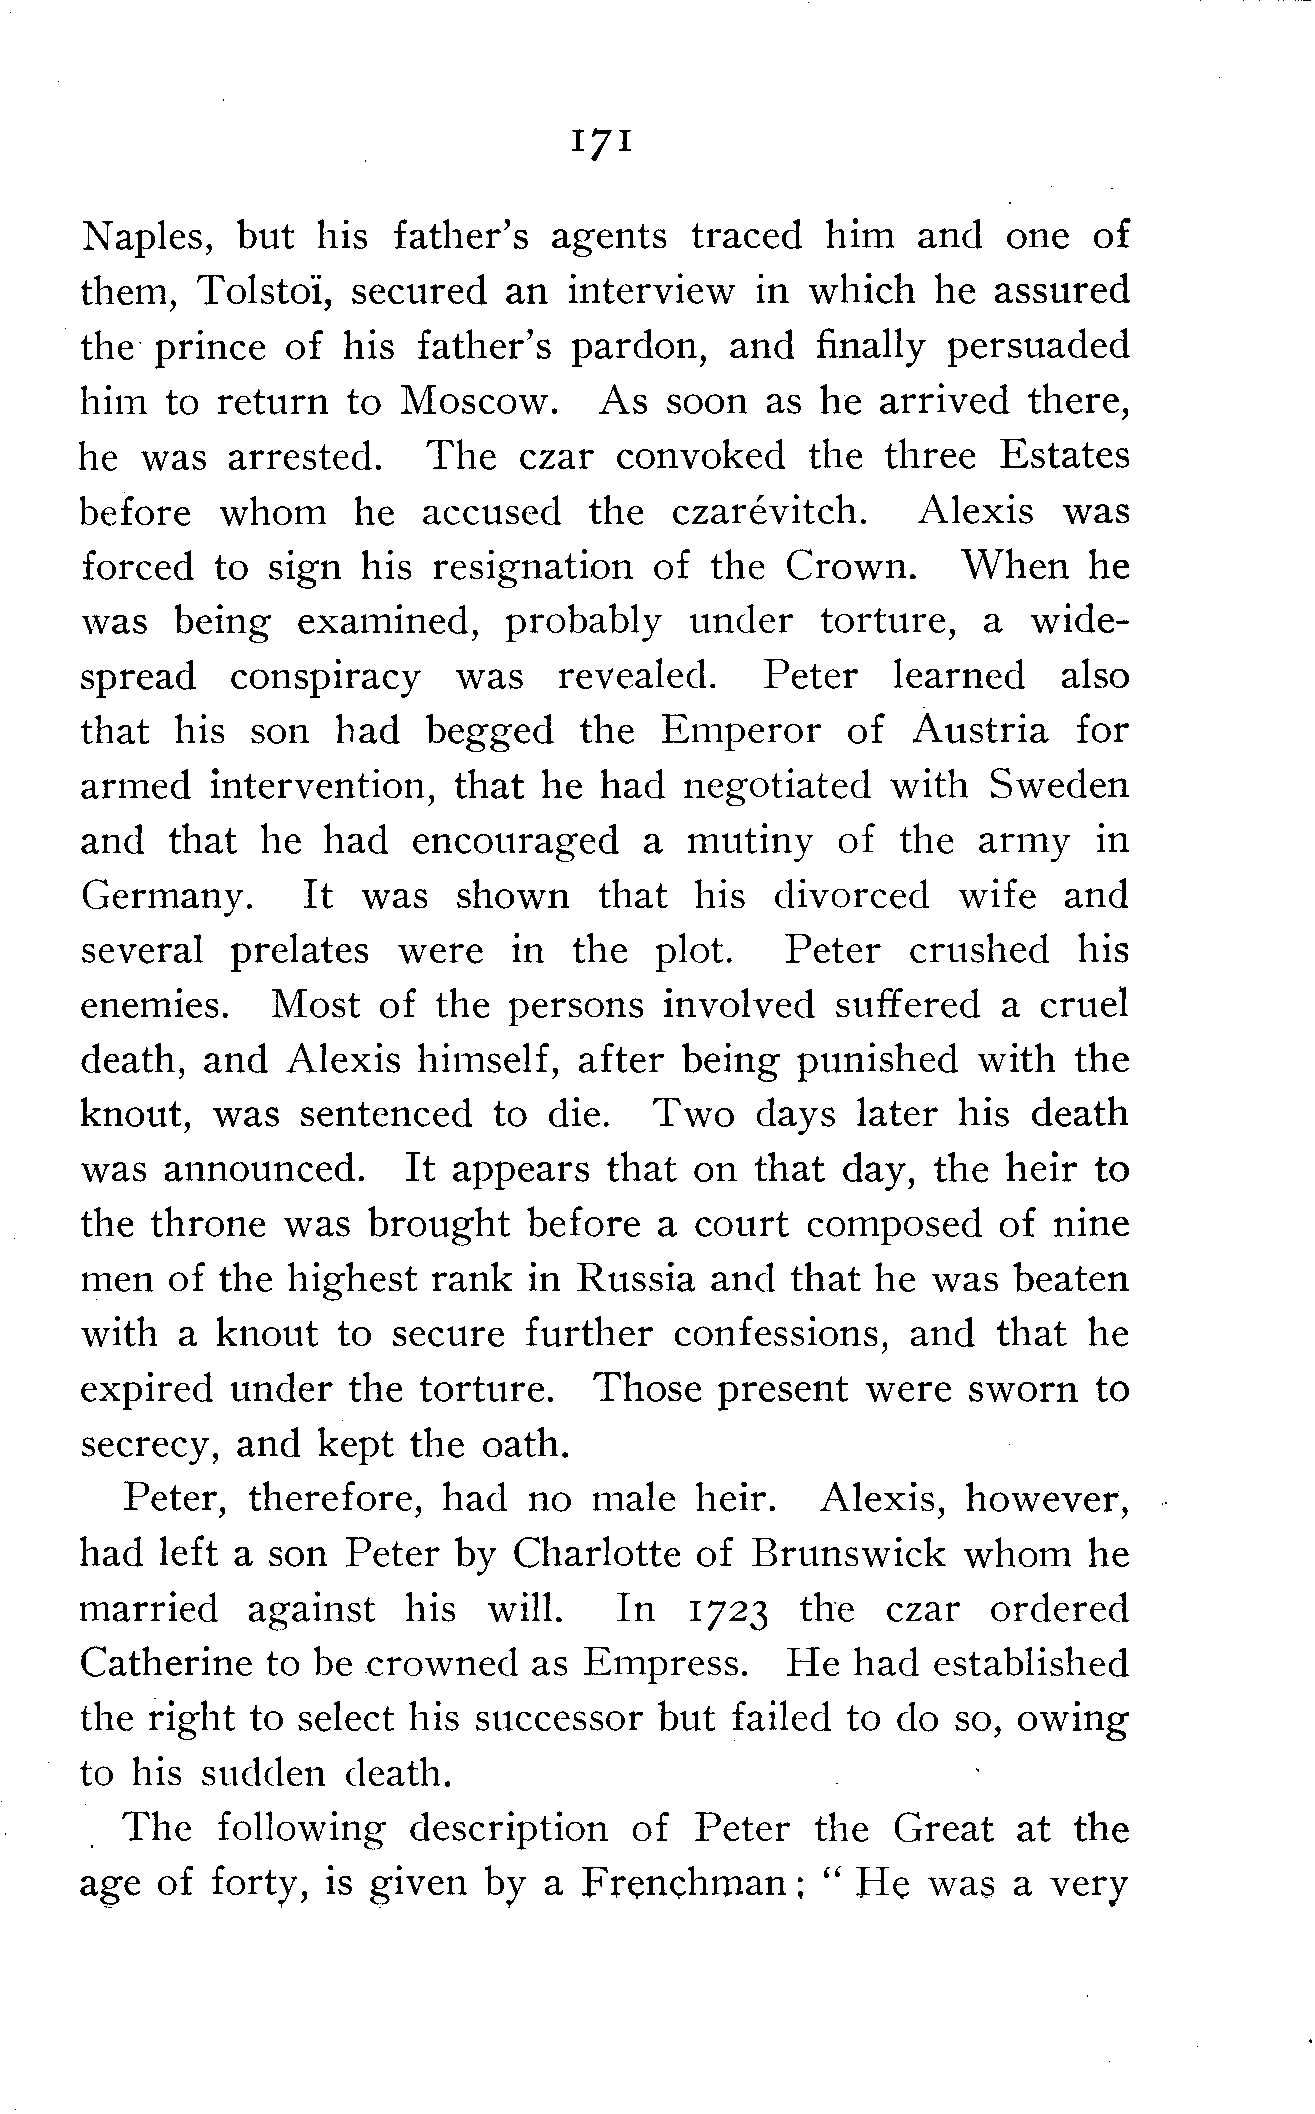 171
Naples, but his father's agents traced him and one of
them, Tolstoï, secured an interview in which he assured
the prince of his father's pardon, and finally persuaded
him to return to Moscow. As soon as he arrived there,
he was arrested. The czar convoked the three Estates
before whom he accused the czarévitch. Alexis was
forced to sign his resignation of the Crown. When he
was being examined, probably under torture, a wide-
spread conspiracy was revealed. Peter learned also
that his son had begged the Emperor of Austria for
armed intervention, that he had negotiated with Sweden
and that he had encouraged a mutiny of the army in
Germany. It was shown that his divorced wife and
several prelates were in the plot. Peter crushed his
enemies. Most of the persons involved suffered a cruel
death, and Alexis himself, after being punished with the
knout, was sentenced to die. Two days later his death
was announced. It appears that on that day, the heir to
the throne was brought before a court composed of nine
men of the highest rank in Russia and that he was beaten
with a knout to secure further confessions, and that he
expired under the torture. Those present were sworn to
secrecy, and kept the oath.
Peter, therefore, had no male heir. Alexis, however,
had left a son Peter by Charlotte of Brunswick whom he
married against his will. In 1723 the czar ordered
Catherine to be crowned as Empress. He had established
the right to select his successor but failed to do so, owing
to his sudden death.
The following description of Peter the Great at the
age of forty, is given by a Frenchman: " He was a very